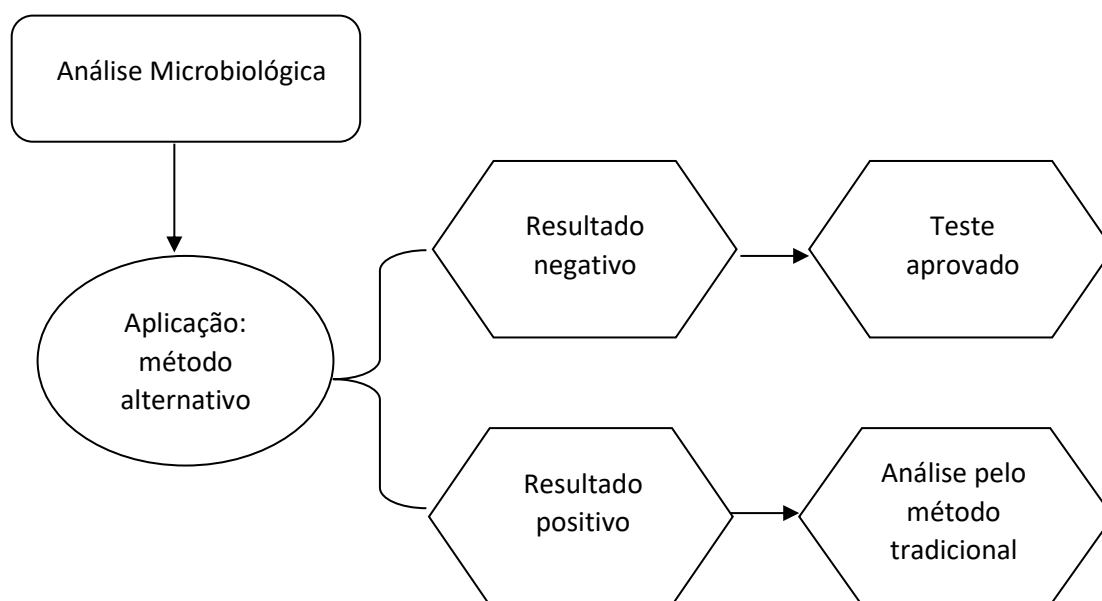 Análise Microbiológica
Aplicação:
método
alternativo
Resultado
negativo
Teste
aprovado
Resultado
positivo
Análise pelo
método
tradicional